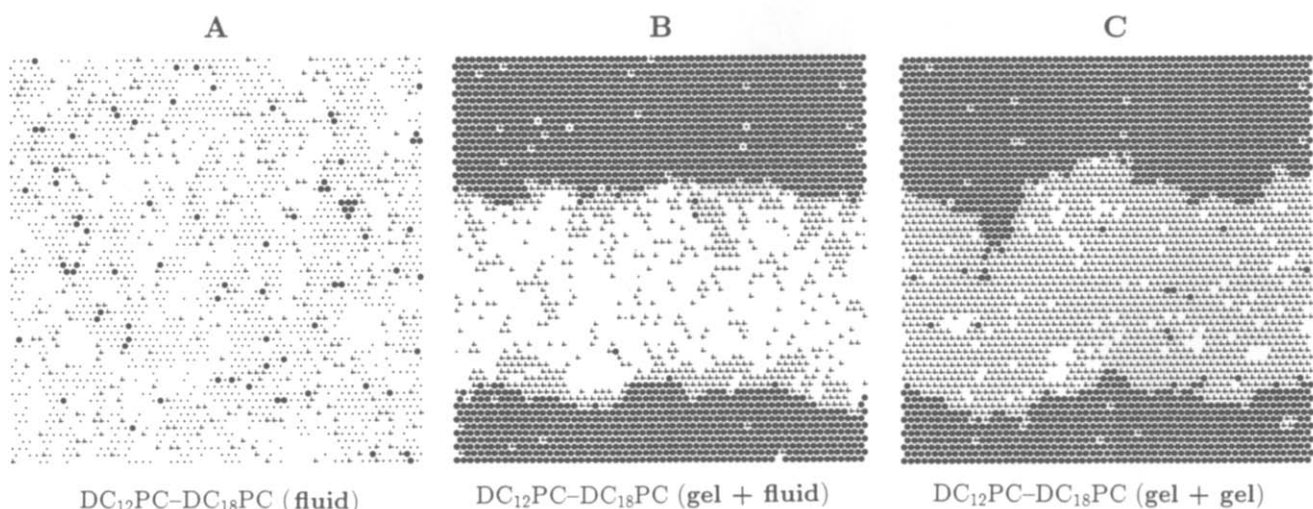 A B C
DC₁₂PC–DC₁₈PC (fluid) DC₁₂PC–DC₁₈PC (gel + fluid) DC₁₂PC–DC₁₈PC (gel + gel)